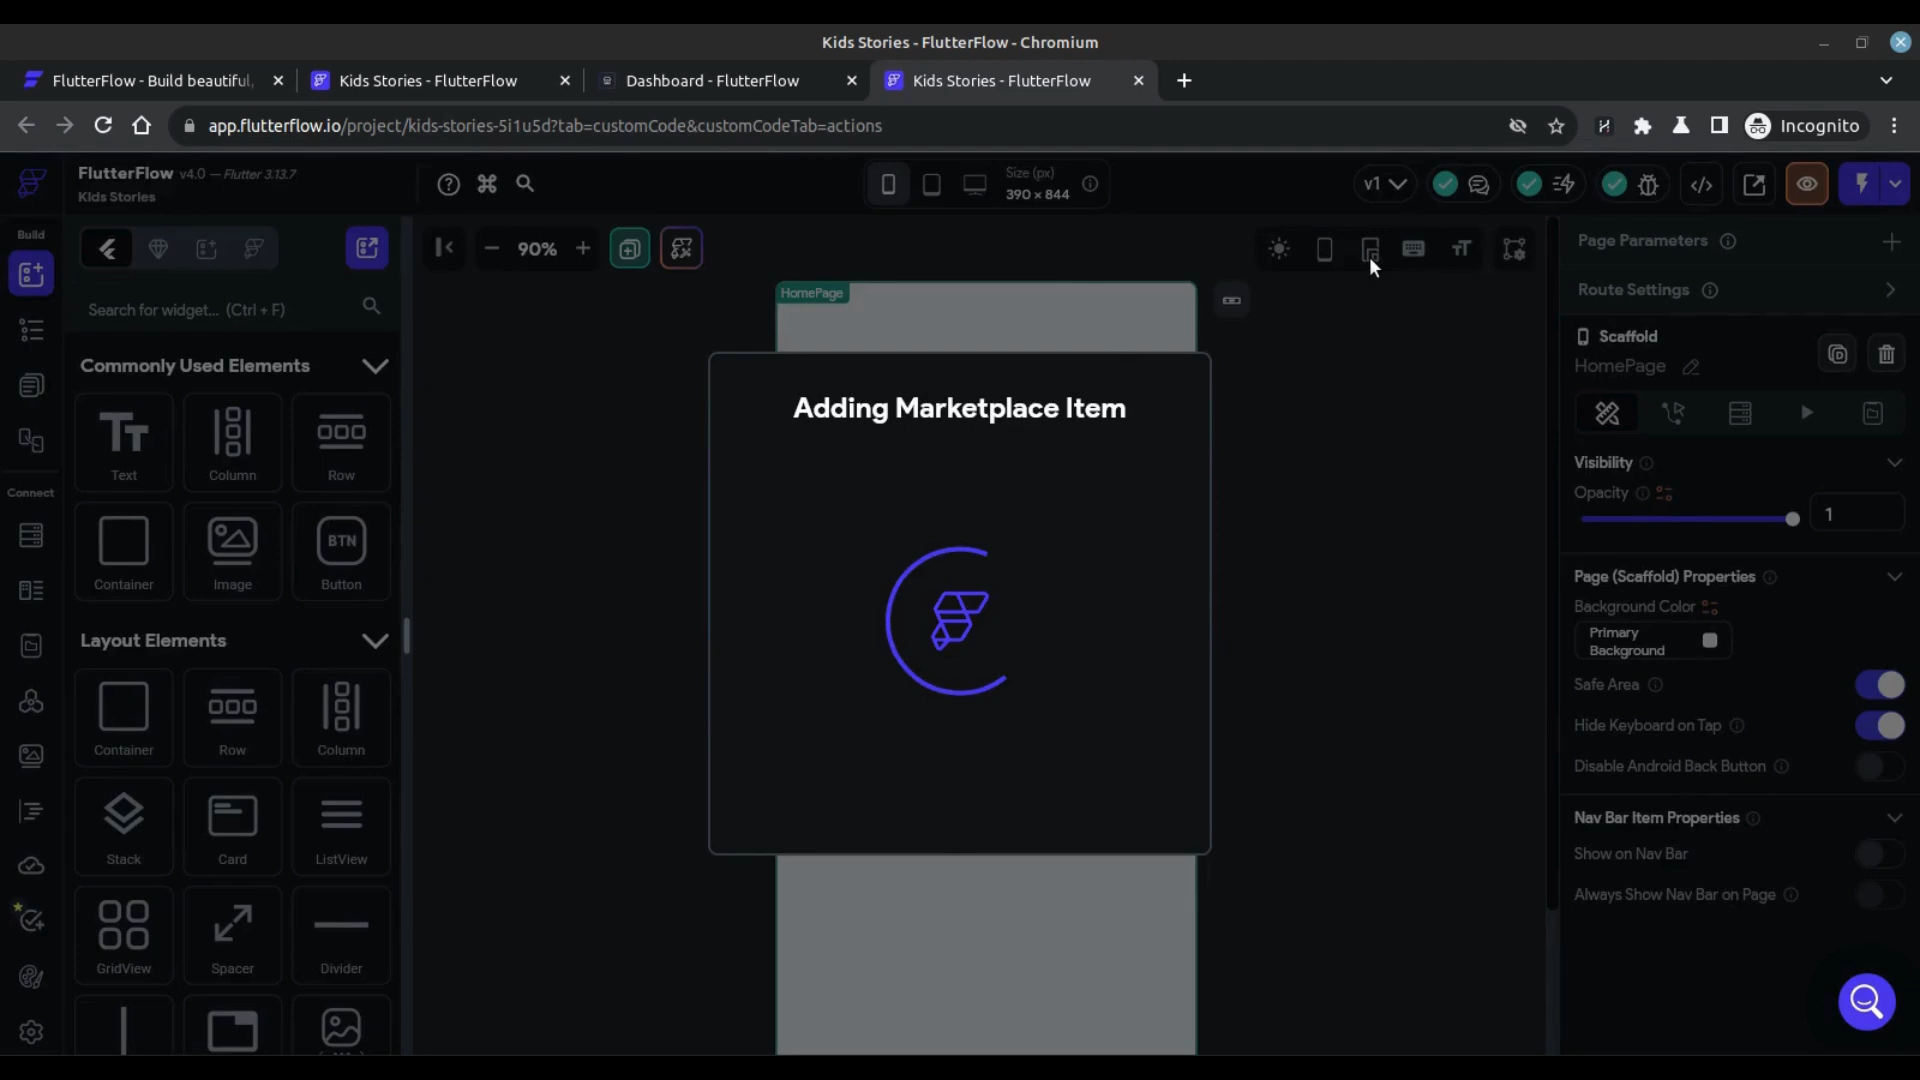 Kids Stories - FlutterFlow - Chromium
FlutterFlow - Build beautiful,
Kids Stories - FlutterFlow
Dashboard - FlutterFlow
Kids Stories - FlutterFlow
app.flutterflow.io/project/kids-stories-5i1u5d?tab=customCode&customCodeTab=actions
Incognito
FlutterFlow v4.0 — Flutter 3.13.7
Kids Stories
Size (px)
390 × 844
v1
Build
90%
Search for widget... (Ctrl + F)
Commonly Used Elements
Text
Column
Row
Container
Image
BTN
Button
Connect
Layout Elements
Container
Row
Column
Stack
Card
ListView
GridView
Spacer
Divider
HomePage
Adding Marketplace Item
Page Parameters
Route Settings
Scaffold
HomePage
Visibility
Opacity
1
Page (Scaffold) Properties
Background Color
Primary
Background
Safe Area
Hide Keyboard on Tap
Disable Android Back Button
Nav Bar Item Properties
Show on Nav Bar
Always Show Nav Bar on Page